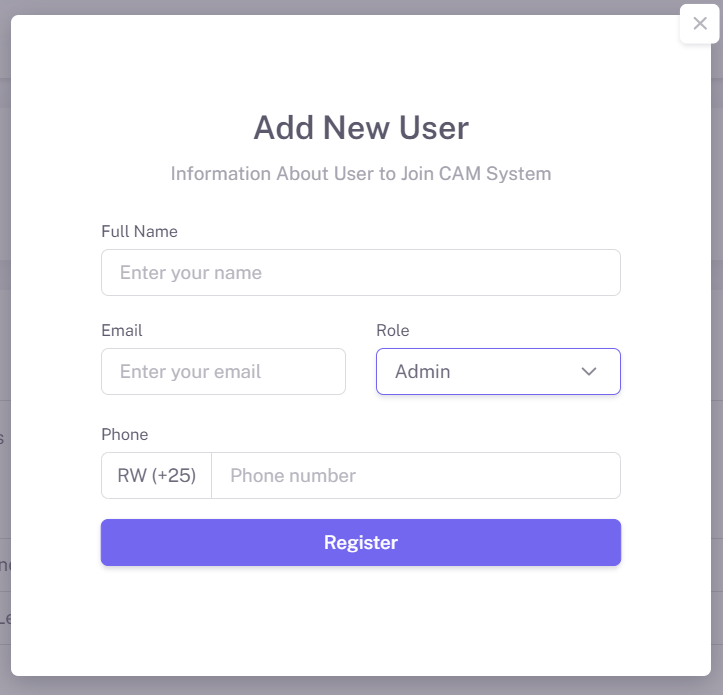 Add New User
Information About User to Join CAM System
Full Name
Enter your name
Email
Role
Enter your email
Admin
Phone
RW (+25)
Phone number
Register